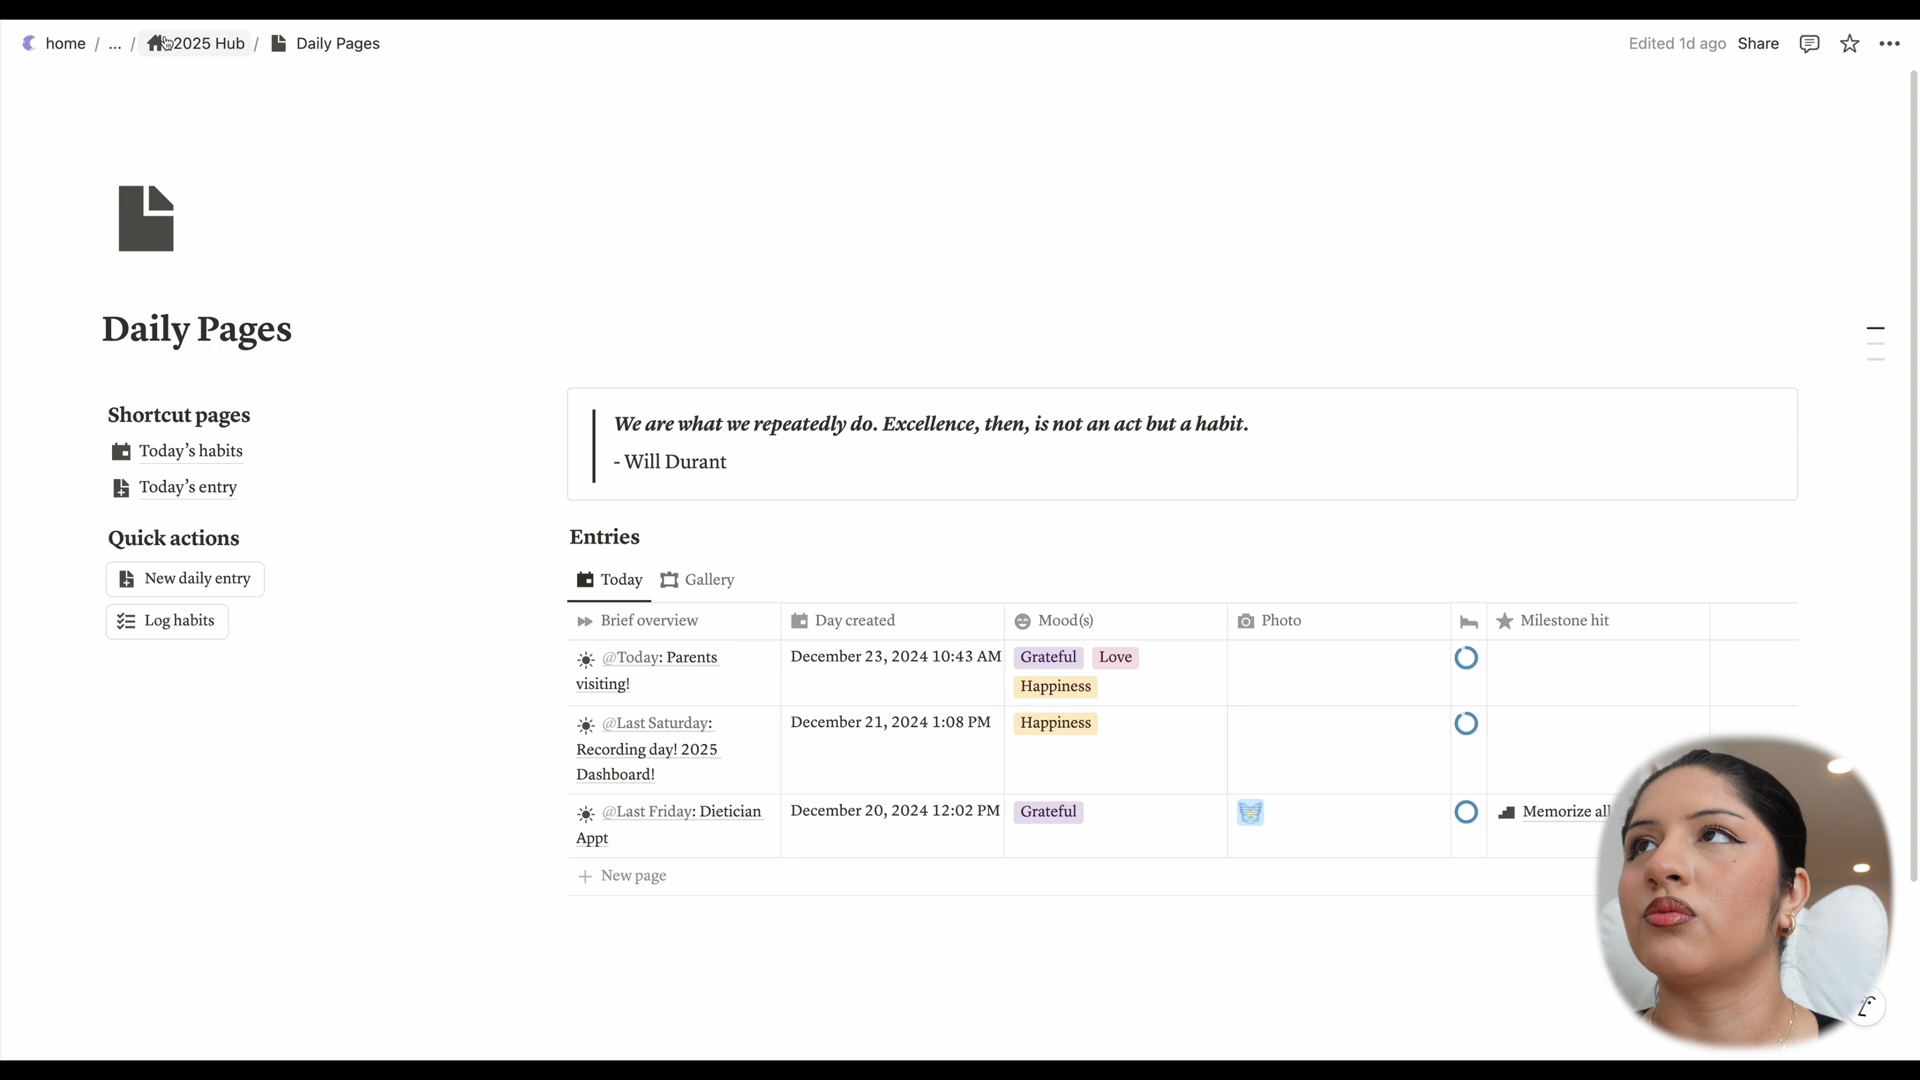 home / ... / 2025 Hub / Daily Pages
Edited 1d ago Share
Daily Pages
Shortcut pages
Today's habits
Today's entry
Quick actions
New daily entry
Log habits
We are what we repeatedly do. Excellence, then, is not an act but a habit.
- Will Durant
Entries
Today Gallery
Brief overview Day created Mood(s) Photo Milestone hit
@Today: Parents visiting! December 23, 2024 10:43 AM Grateful Love Happiness
@Last Saturday: Recording day! 2025 Dashboard! December 21, 2024 1:08 PM Happiness
@Last Friday: Dietician Appt December 20, 2024 12:02 PM Grateful Memorize all
New page